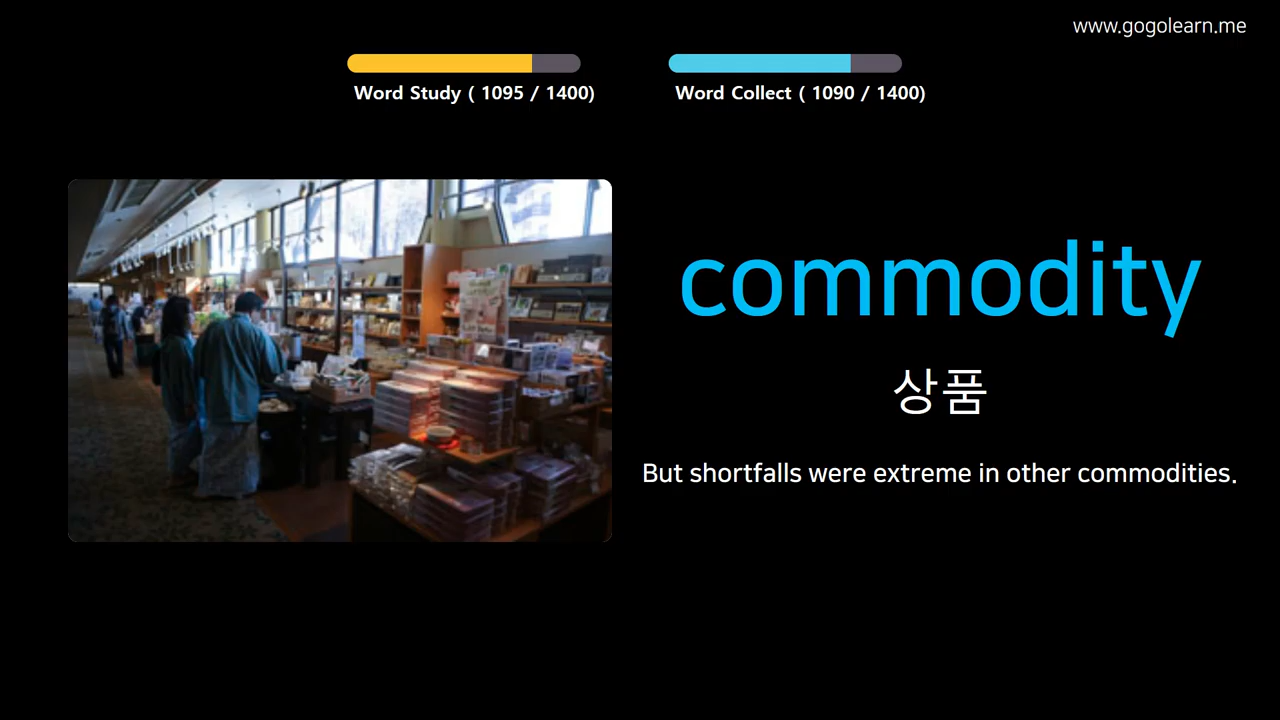 www.gogolearn.me
Word Study ( 1095 / 1400)
Word Collect ( 1090 / 1400)
commodity
상품
But shortfalls were extreme in other commodities.